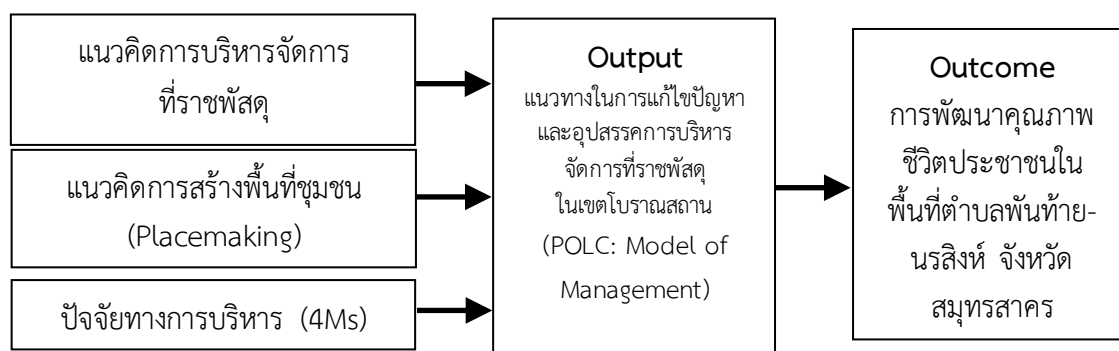 แนวคิดการบริหารจัดการ
ที่ราชพัสดุ
แนวคิดการสร้างพื้นที่ชุมชน
(Placemaking)
ปัจจัยทางการบริหาร (4Ms)
Output
แนวทางในการแก้ไขปัญหา
และอุปสรรคการบริหาร
จัดการที่ราชพัสดุ
ในเขตโบราณสถาน
(POLC: Model of
Management)
Outcome
การพัฒนาคุณภาพ
ชีวิตประชาชนใน
พื้นที่ตำบลพันท้าย-
นรสิงห์ จังหวัด
สมุทรสาคร